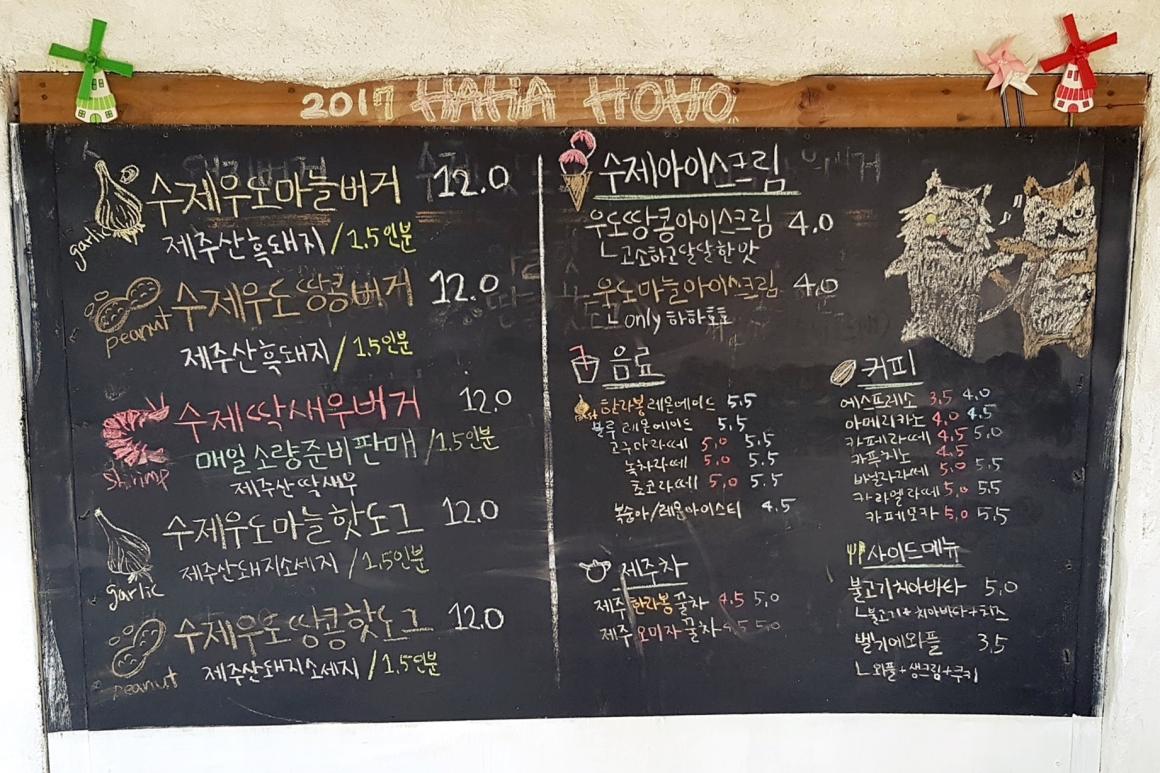 2017 HAHA HOHO
수제우도마늘버거 12.0
garlic
제주산흑돼지 / 1.5인분
수제우도땅콩버거 12.0
peanut
제주산흑돼지 / 1.5인분
수제딱새우버거 12.0
shrimp
매일소량준비판매 / 1.5인분
제주산딱새우
수제우도마늘핫도그 12.0
garlic
제주산돼지소세지 / 1.5인분
수제우도땅콩핫도그 12.0
peanut
제주산돼지소세지 / 1.5인분
수제아이스크림
우도땅콩아이스크림 4.0
ㄴ고소하고달달한맛
우도마늘아이스크림 4.0
ㄴonly 하하호호
음료
한라봉레몬에이드 5.5
블루레몬에이드 5.5
고구마라떼 5.0 5.5
녹차라떼 5.0 5.5
초코라떼 5.0 5.5
복숭아/레몬아이스티 4.5
제주차
제주한라봉꿀차 4.5 5.0
제주오미자꿀차 4.5 5.0
커피
에스프레소 3.5 4.0
아메리카노 4.0 4.5
카페라떼 4.5 5.0
카푸치노 4.5
바닐라라떼 5.0 5.5
카라멜라떼 5.0 5.5
카페모카 5.0 5.5
사이드메뉴
불고기치아바타 5.0
ㄴ불고기+치아바타+치즈
벨기에와플 3.5
ㄴ와플+생크림+쿠키